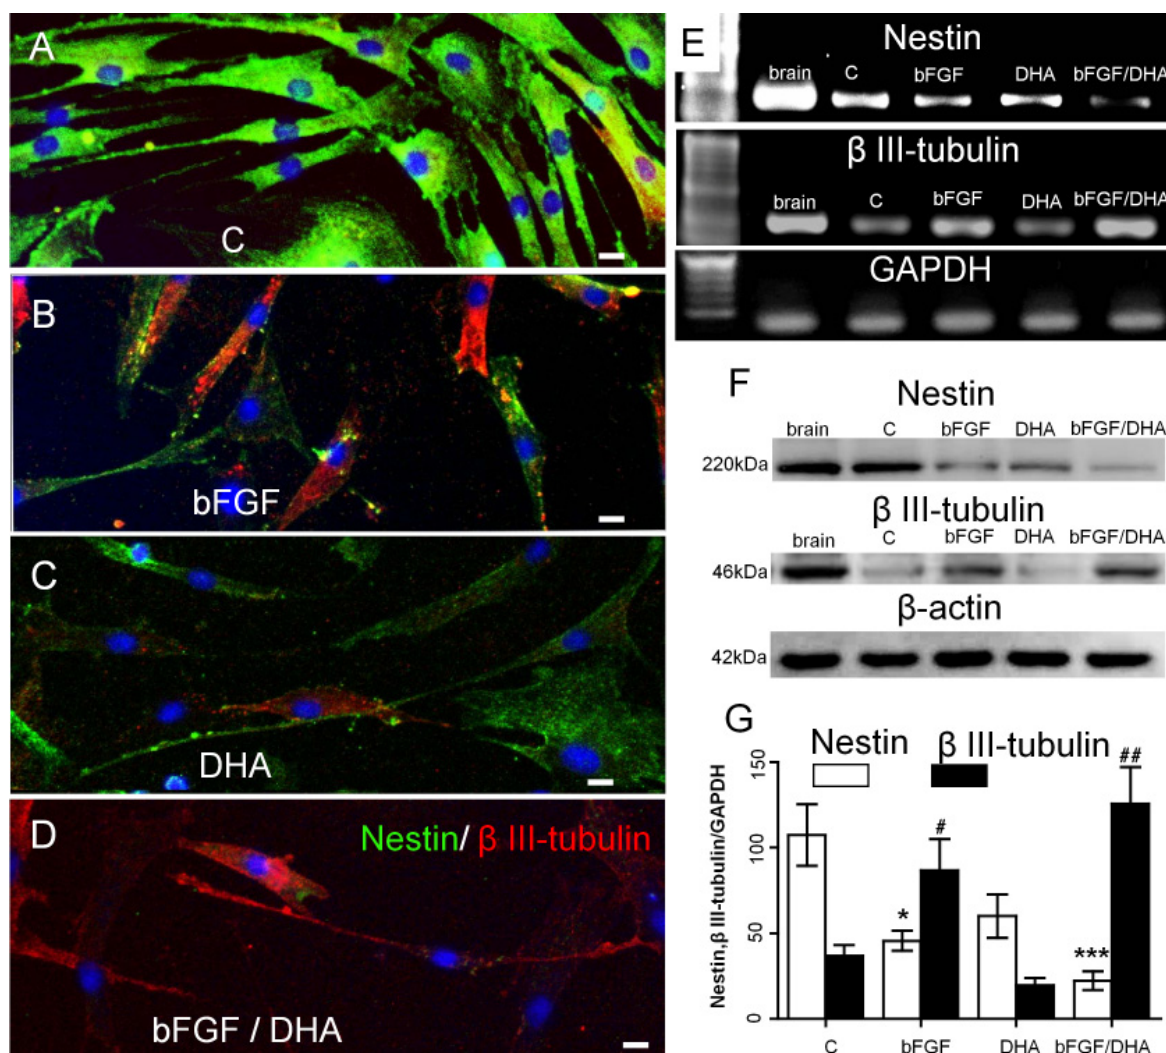 A
C
B
bFGF
C
DHA
D
Nestin/ β III-tubulin
bFGF / DHA
E
Nestin
brain C bFGF DHA bFGF/DHA
β III-tubulin
brain C bFGF DHA bFGF/DHA
GAPDH
F
Nestin
brain C bFGF DHA bFGF/DHA
220kDa
β III-tubulin
brain C bFGF DHA bFGF/DHA
46kDa
β-actin
42kDa
G
Nestin β III-tubulin
Nestin,β III-tubulin/GAPDH
150
100
50
0
* # *** ##
C bFGF DHA bFGF/DHA